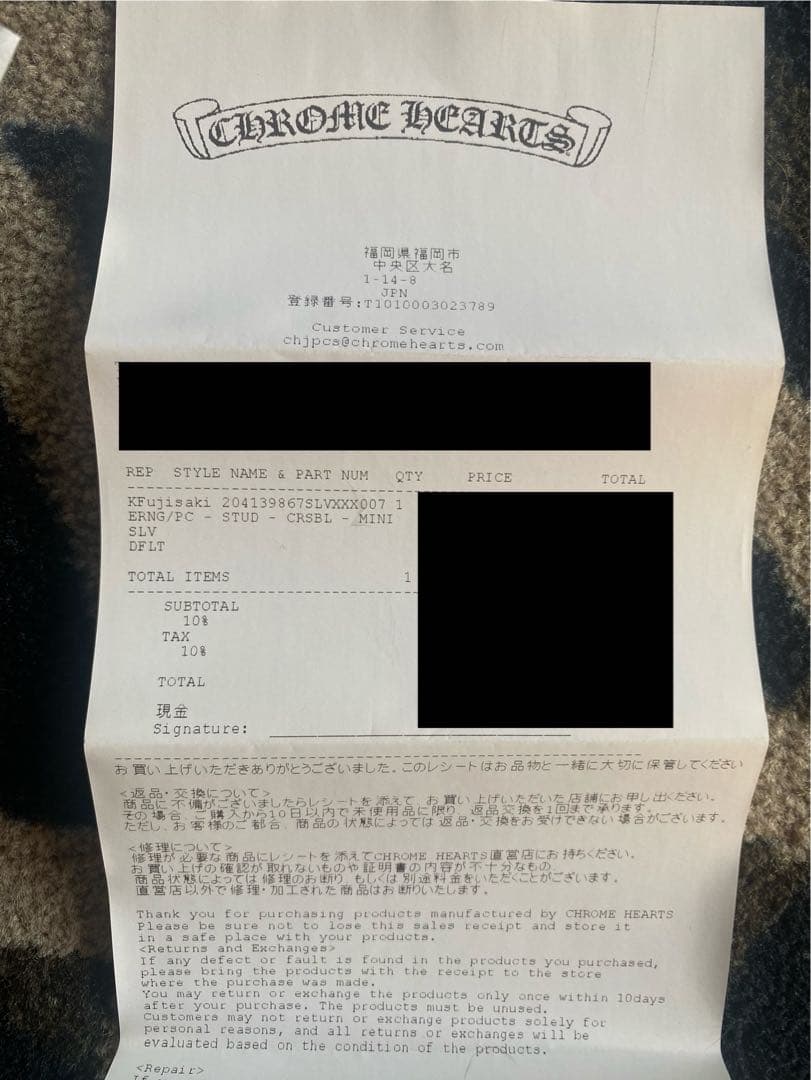 CHROME HEARTS
福岡県福岡市
中央区大名
1-14-8
JPN
登録番号:T1010003023789
Customer Service
chjpcs@chromehearts.com
REP STYLE NAME & PART NUM QTY PRICE TOTAL
KFujisaki 204139867SLVXXX007 1
ERNG/PC - STUD - CRSBL - MINI
SLV
DFLT
TOTAL ITEMS 1
SUBTOTAL
10%
TAX
10%
TOTAL
現金
Signature:
お買い上げいただきありがとうございました。このレシートはお品物と一緒に大切に保管してください
<返品・交換について>
商品に不備がございましたらレシートを添えて、お買い上げいただいた店舗にお申し出ください。
その場合、ご購入から10日以内で未使用品に限り、返品交換を1回まで承ります。
ただし、お客様のご都合、商品の状態によっては返品・交換をお受けできない場合がございます。
<修理について>
修理が必要な商品にレシートを添えてCHROME HEARTS直営店にお持ちください。
お買い上げの確認が取れないものや証明書の内容が不十分なもの、
商品状態によっては修理のお断り、もしくは別途料金をいただくことがございます。
直営店以外で修理・加工された商品はお断りいたします。
Thank you for purchasing products manufactured by CHROME HEARTS
Please be sure not to lose this sales receipt and store it
in a safe place with your products.
<Returns and Exchanges>
If any defect or fault is found in the products you purchased,
please bring the products with the receipt to the store
where the purchase was made.
You may return or exchange the products only once within 10days
after your purchase. The products must be unused.
Customers may not return or exchange products solely for
personal reasons, and all returns or exchanges will be
evaluated based on the condition of the products.
<Repair>